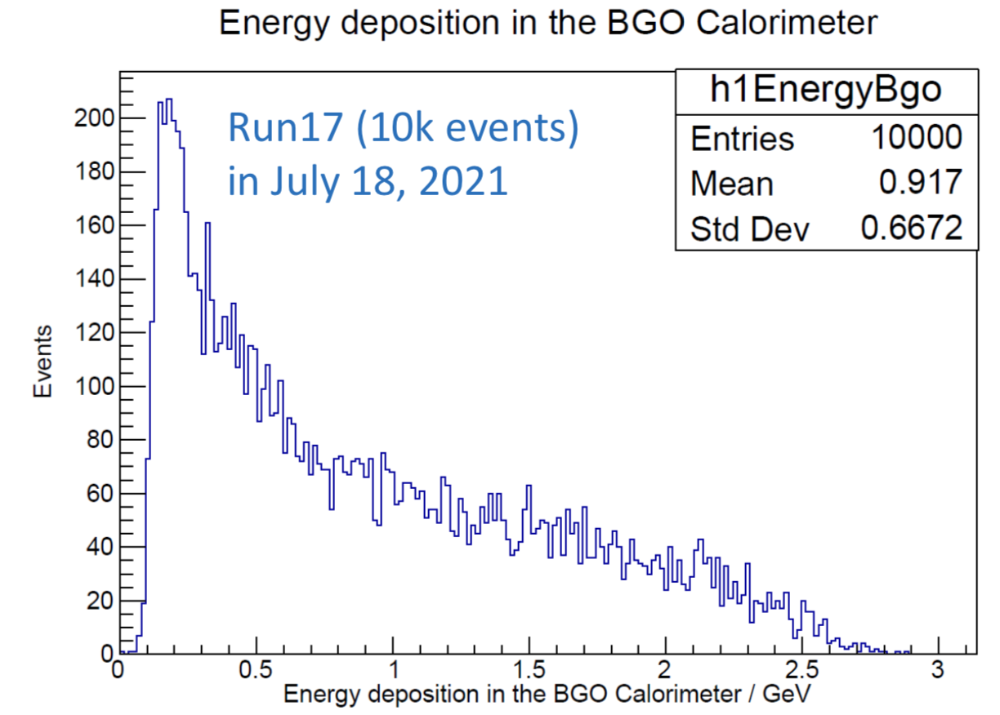 Energy deposition in the BGO Calorimeter
h1EnergyBgo
Entries 10000
Mean 0.917
Std Dev 0.6672
Run17 (10k events)
in July 18, 2021
Events
200
180
160
140
120
100
80
60
40
20
0
0 0.5 1 1.5 2 2.5 3
Energy deposition in the BGO Calorimeter / GeV